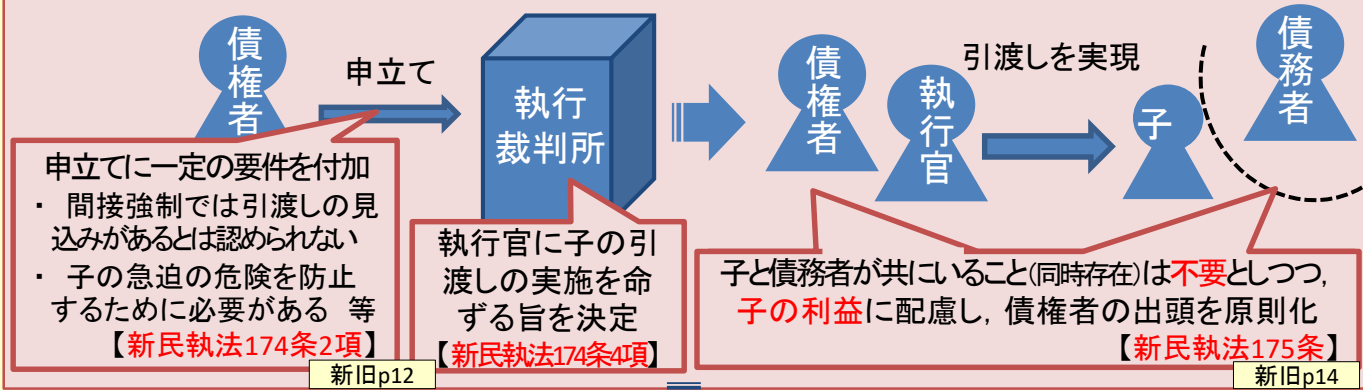 債権者
申立て
執行
裁判所
債権者
執行官
引渡しを実現
子
債務者
申立てに一定の要件を付加
・ 間接強制では引渡しの見
込みがあるとは認められない
・ 子の急迫の危険を防止
するために必要がある 等
【新民執法174条2項】
新旧p12
執行官に子の引
渡しの実施を命
ずる旨を決定
【新民執法174条4項】
子と債務者が共にいること(同時存在)は不要としつつ,
子の利益に配慮し, 債権者の出頭を原則化
【新民執法175条】
新旧p14